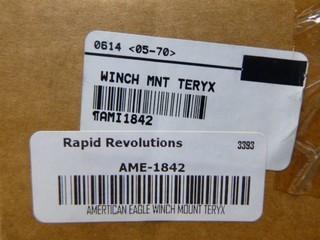 0614 <05-70>
WINCH MNT TERYX
¶AMI1842
Rapid Revolutions
3393
AME-1842
AMERTICAN EAGLE WINCH MOUNT TERYX